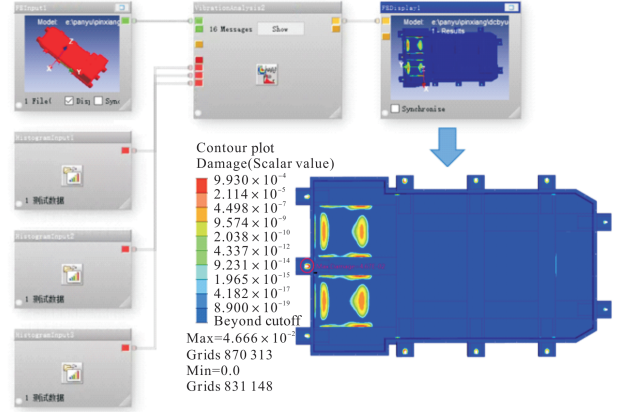 FEInput1
Model: e:\panyu\pinxiang
1 File(
Disj
Sync
VibrationAnalysis2
16 Messages
Show
FEDisplay1
Model: e:\panyu\pinxiang\dcbyu
1 - Results
Synchronise
HistogramInput1
1 测试数据
HistogramInput2
1 测试数据
HistogramInput3
1 测试数据
Contour plot
Damage(Scalar value)
9.930×10⁻⁴
2.114×10⁻⁵
4.498×10⁻⁷
9.574×10⁻⁹
2.038×10⁻¹⁰
4.337×10⁻¹²
9.231×10⁻¹⁴
1.965×10⁻¹⁵
4.182×10⁻¹⁷
8.900×10⁻¹⁹
Beyond cutoff
Max=4.666×10⁻²
Grids 870 313
Min=0.0
Grids 831 148